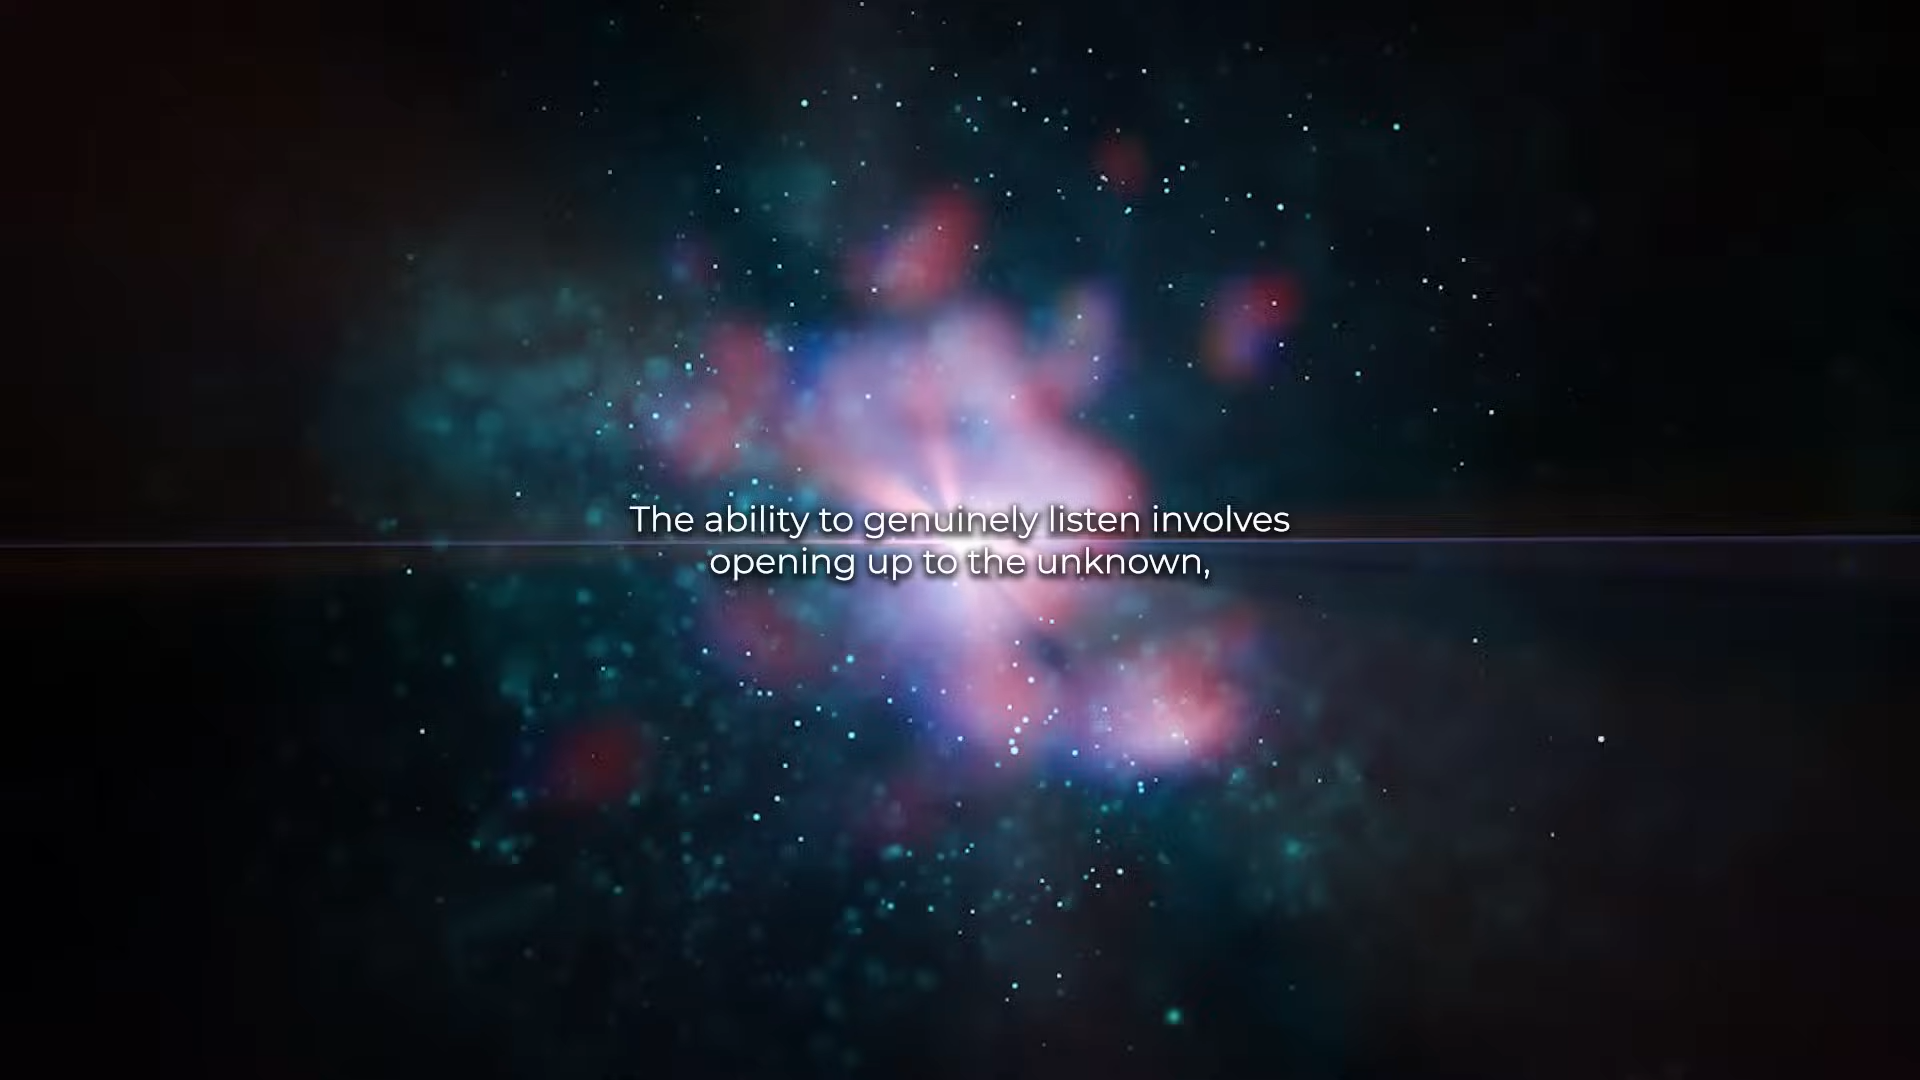 The ability to genuinely listen involves
opening up to the unknown,